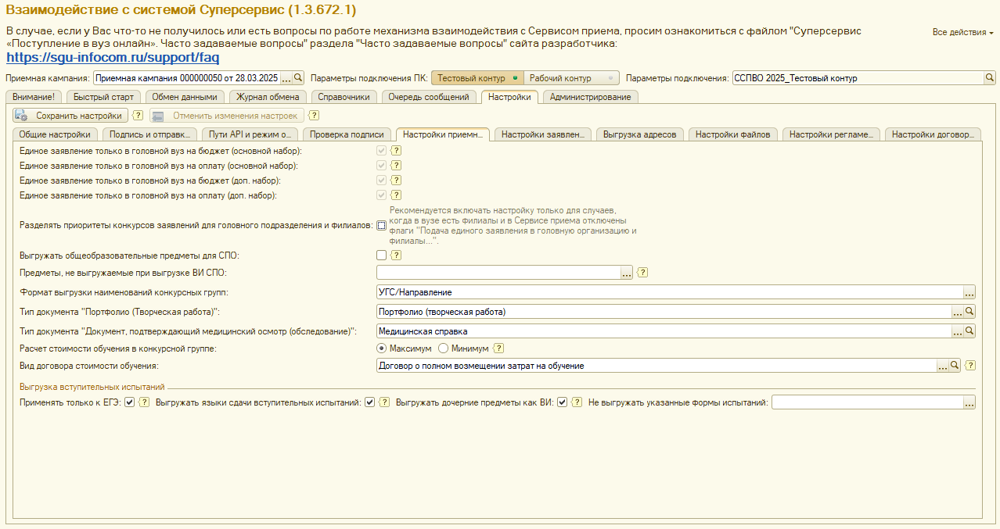 Взаимодействие с системой Суперсервис (1.3.672.1)
В случае, если у Вас что-то не получилось или есть вопросы по работе механизма взаимодействия с Сервисом приема, просим ознакомиться с файлом "Суперсервис
«Поступление в вуз онлайн». Часто задаваемые вопросы" раздела "Часто задаваемые вопросы" сайта разработчика:
https://sgu-infocom.ru/support/faq
Все действия
Приемная кампания: Приемная кампания 000000050 от 28.03.2025 ... Параметры подключения ПК: Тестовый контур Рабочий контур Параметры подключения: ССПВО 2025_Тестовый контур
Внимание! Быстрый старт Обмен данными Журнал обмена Справочники Очередь сообщений Настройки Администрирование
Сохранить настройки ? Отменить изменения настроек ?
Общие настройки Подпись и отправк... Пути API и режим о... Проверка подписи Настройки приемн... Настройки заявлен... Выгрузка адресов Настройки файлов Настройки регламе... Настройки договор...
Единое заявление только в головной вуз на бюджет (основной набор): ?
Единое заявление только в головной вуз на оплату (основной набор): ?
Единое заявление только в головной вуз на бюджет (доп. набор): ?
Единое заявление только в головной вуз на оплату (доп. набор): ?
Разделять приоритеты конкурсов заявлений для головного подразделения и филиалов:
Рекомендуется включать настройку только для случаев,
когда в вузе есть филиалы и в Сервисе приема отключены
флаги "Подача единого заявления в головную организацию и
филиалы...".
Выгружать общеобразовательные предметы для СПО: ?
Предметы, не выгружаемые при выгрузке ВИ СПО: ... ?
Формат выгрузки наименований конкурсных групп: УГС/Направление ...
Тип документа "Портфолио (Творческая работа)": Портфолио (творческая работа) ...
Тип документа "Документ, подтверждающий медицинский осмотр (обследование)": Медицинская справка ...
Расчет стоимости обучения в конкурсной группе: Максимум Минимум ?
Вид договора стоимости обучения: Договор о полном возмещении затрат на обучение ... ?
Выгрузка вступительных испытаний
Применять только к ЕГЭ: ? Выгружать языки сдачи вступительных испытаний: ? Выгружать дочерние предметы как ВИ: ? Не выгружать указанные формы испытаний: ...